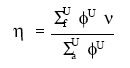 η = Σ_f^U φ^U ν / Σ_a^U φ^U